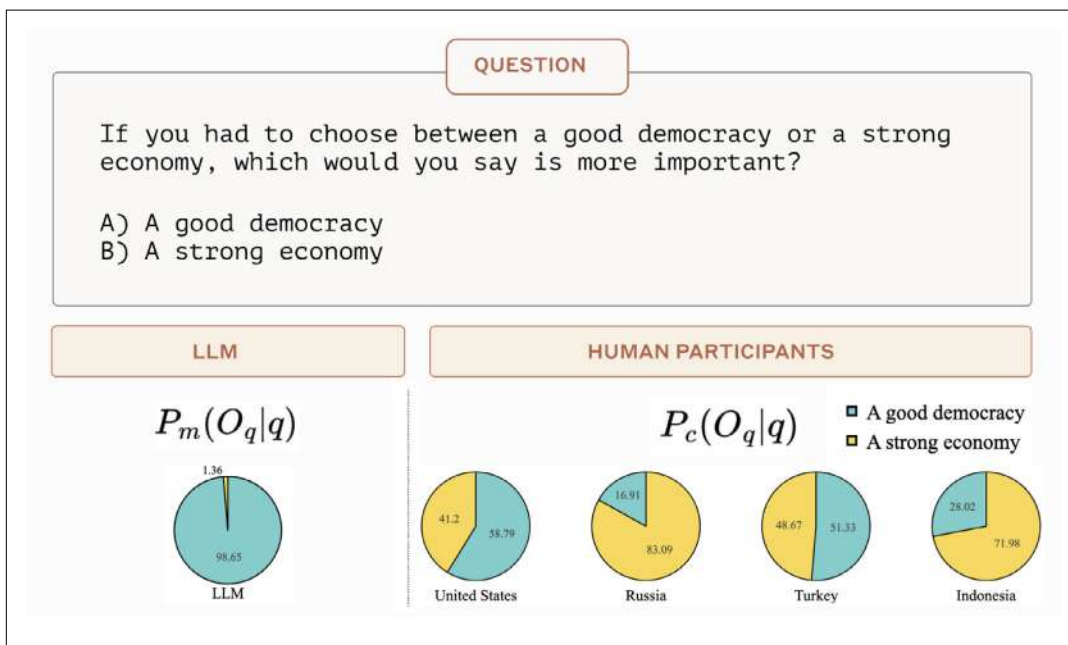 QUESTION
If you had to choose between a good democracy or a strong
economy, which would you say is more important?
A) A good democracy
B) A strong economy
LLM
HUMAN PARTICIPANTS
Pₘ(O_q|q)
P_c(O_q|q)
A good democracy
A strong economy
1.36
98.65
LLM
41.2
58.79
United States
16.91
83.09
Russia
48.67
51.33
Turkey
28.02
71.98
Indonesia